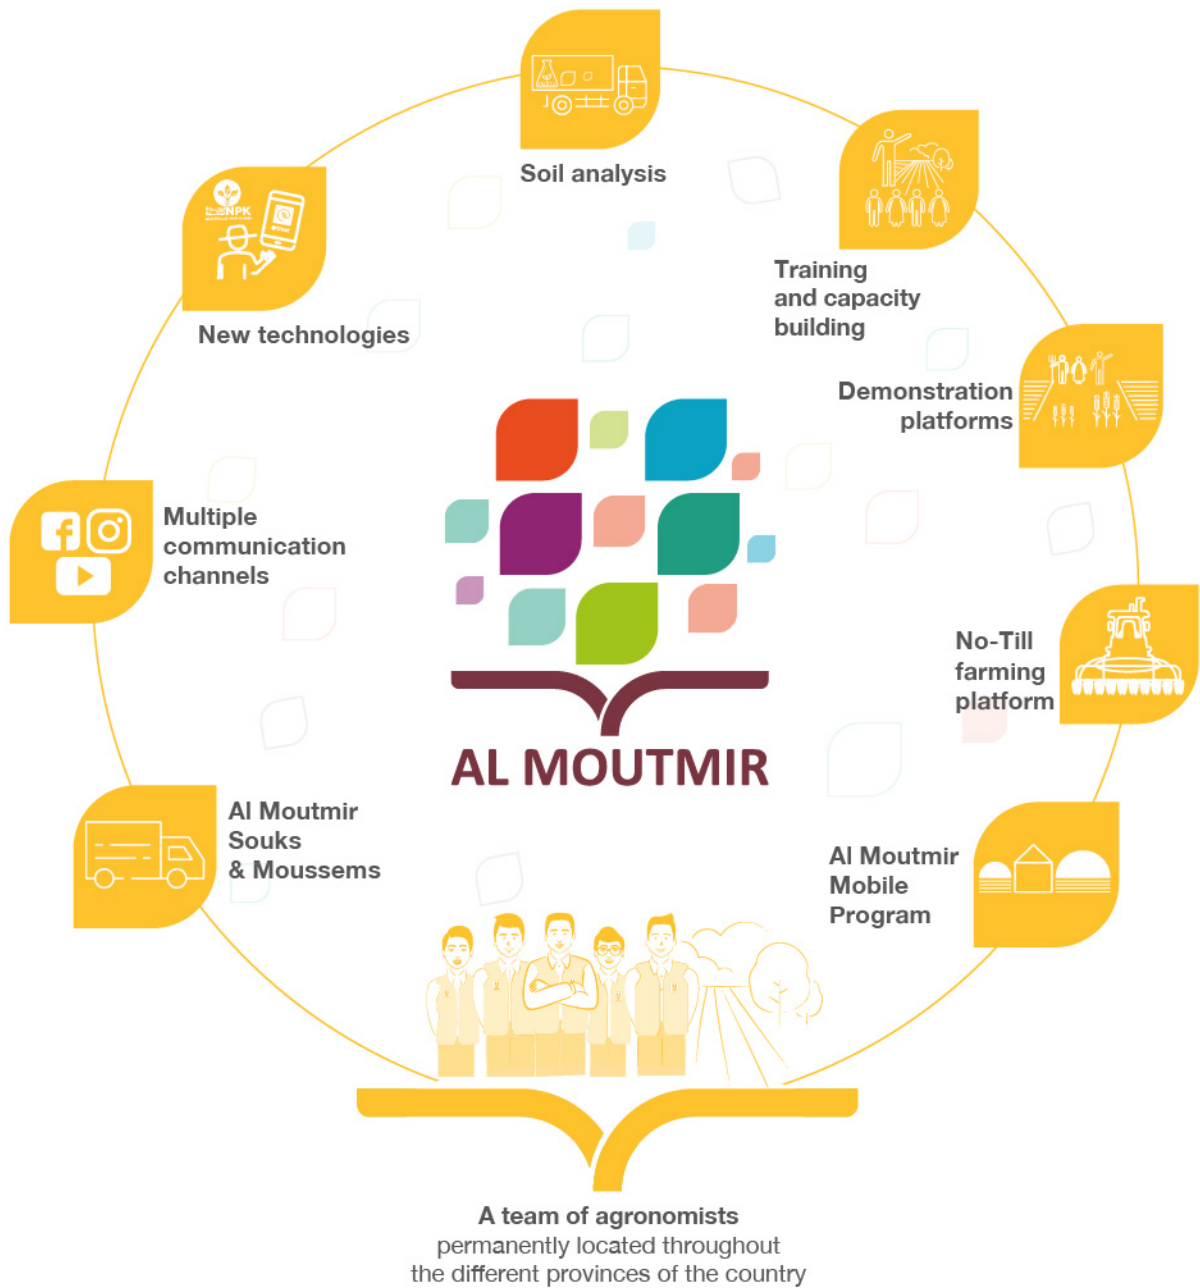 Soil analysis
Training
and capacity
building
NPK
New technologies
Demonstration
platforms
Multiple
communication
channels
No-Till
farming
platform
AL MOUTMIR
Al Moutmir
Souks
& Moussems
Al Moutmir
Mobile
Program
A team of agronomists
permanently located throughout
the different provinces of the country